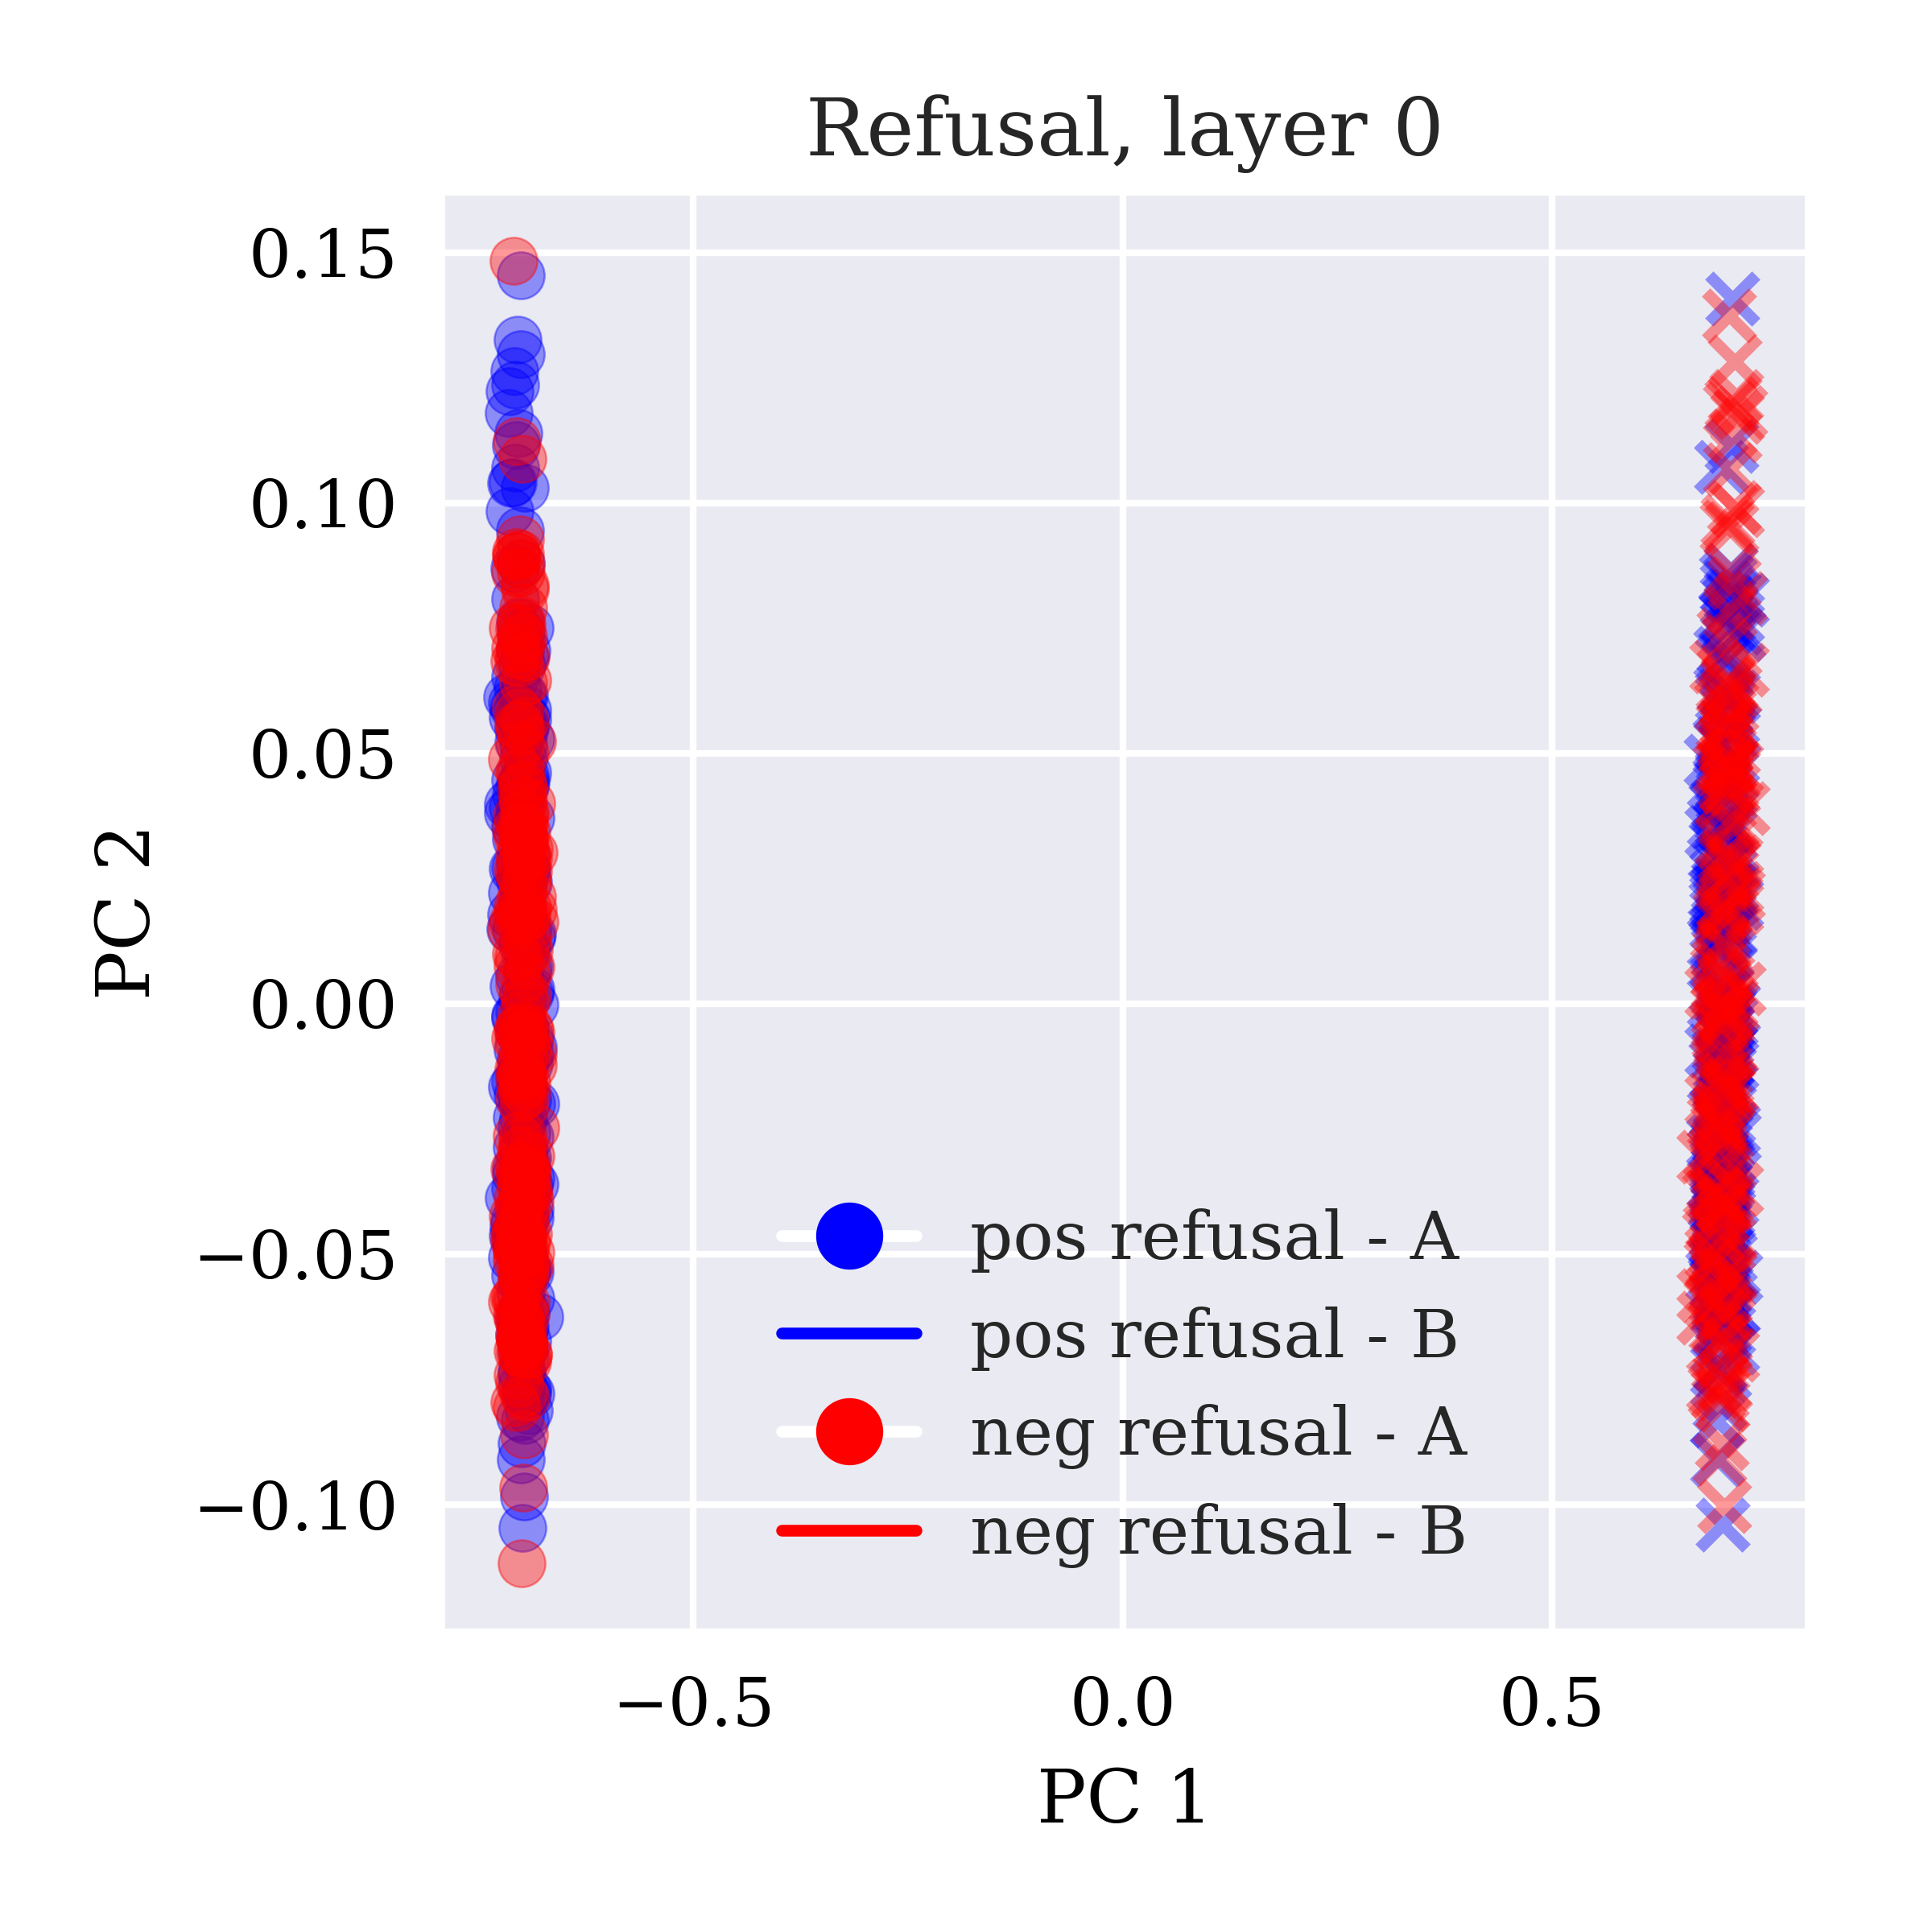 Refusal, layer 0
0.15
0.10
0.05
0.00
−0.05
−0.10
PC 2
pos refusal - A
pos refusal - B
neg refusal - A
neg refusal - B
−0.5 0.0 0.5
PC 1